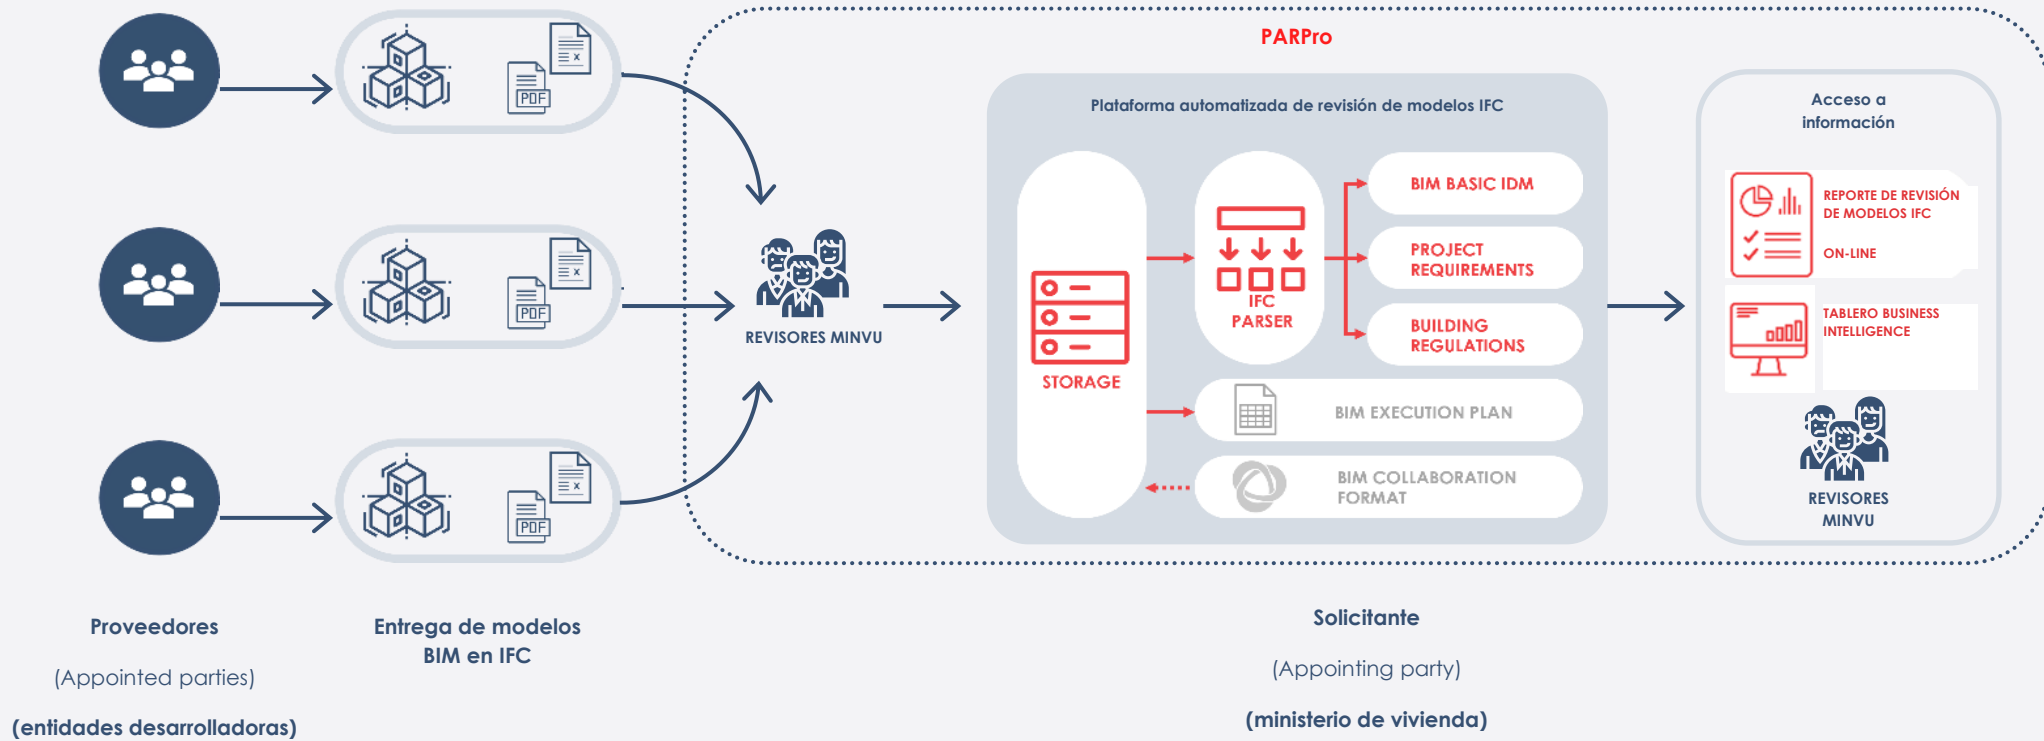 PARPro
PDF
X
PDF
X
PDF
X
REVISORES MINVU
Plataforma automatizada de revisión de modelos IFC
STORAGE
IFC
PARSER
BIM BASIC IDM
PROJECT
REQUIREMENTS
BUILDING
REGULATIONS
BIM EXECUTION PLAN
BIM COLLABORATION
FORMAT
Acceso a
información
REPORTE DE REVISIÓN
DE MODELOS IFC
ON-LINE
TABLERO BUSINESS
INTELLIGENCE
REVISORES
MINVU
Proveedores
(Appointed parties)
(entidades desarrolladoras)
Entrega de modelos
BIM en IFC
Solicitante
(Appointing party)
(ministerio de vivienda)